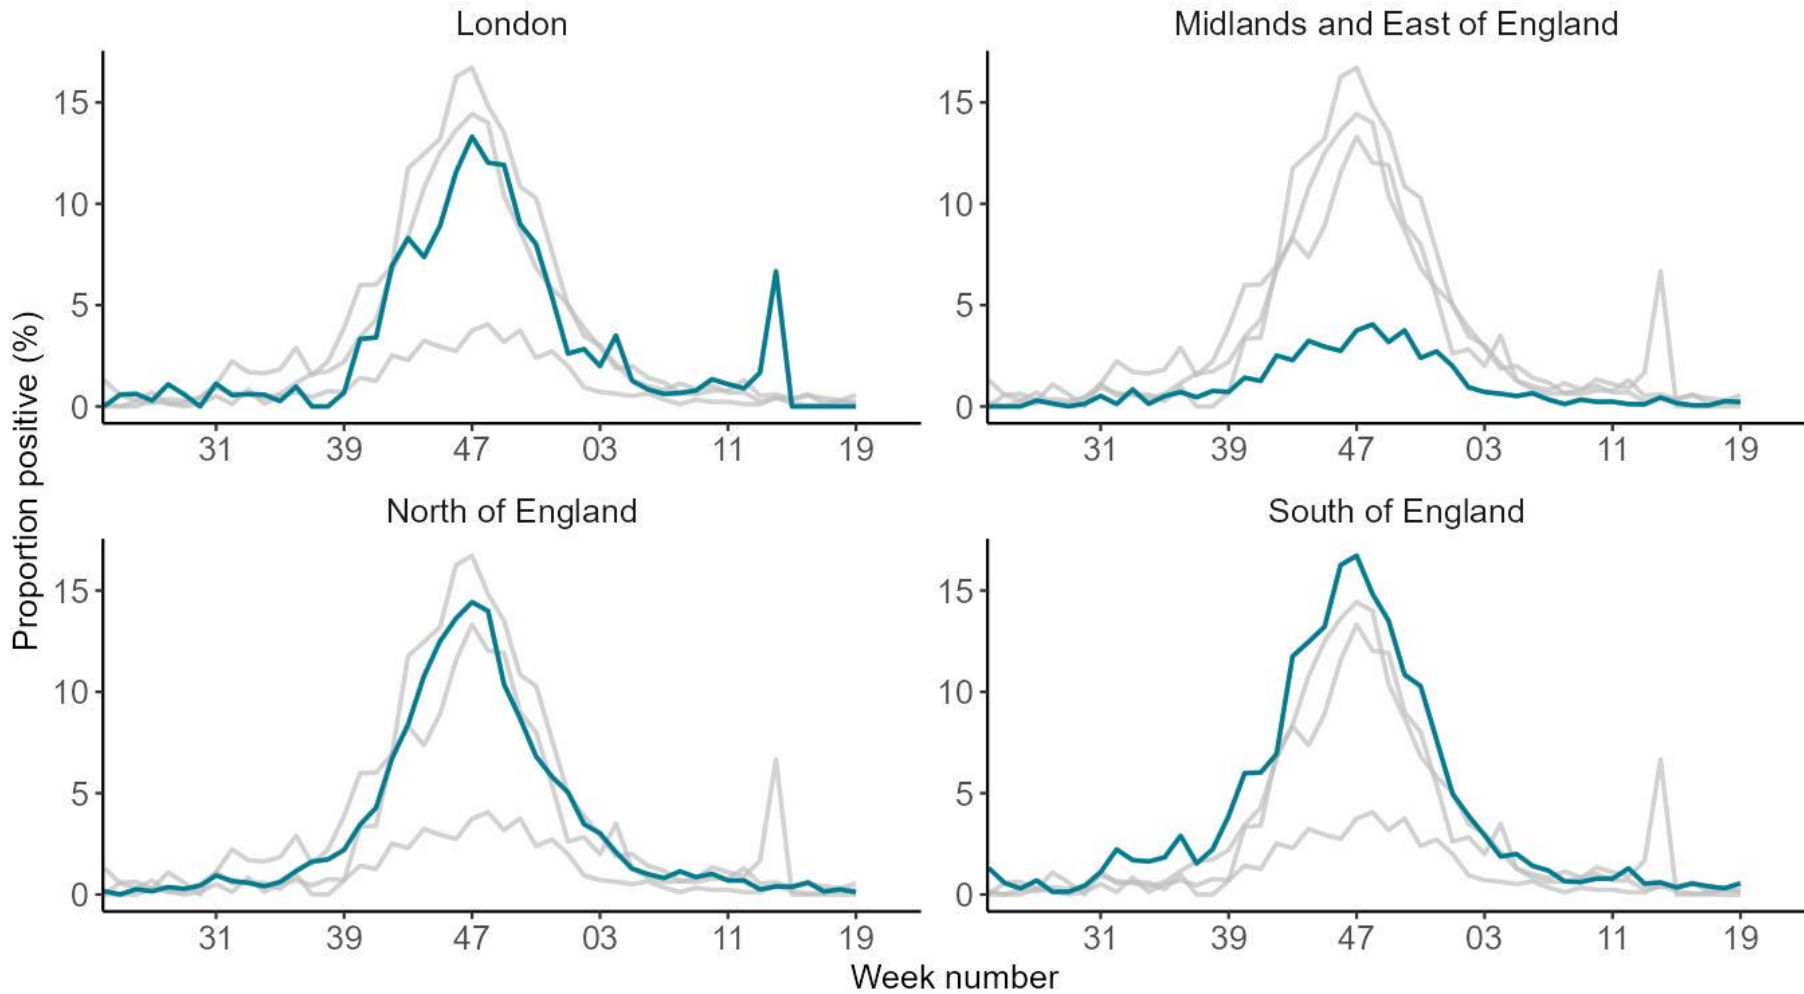 London
Midlands and East of England
15
10
5
0
31 39 47 03 11 19
15
10
5
0
31 39 47 03 11 19
North of England
South of England
15
10
5
0
31 39 47 03 11 19
15
10
5
0
31 39 47 03 11 19
Proportion positive (%)
Week number